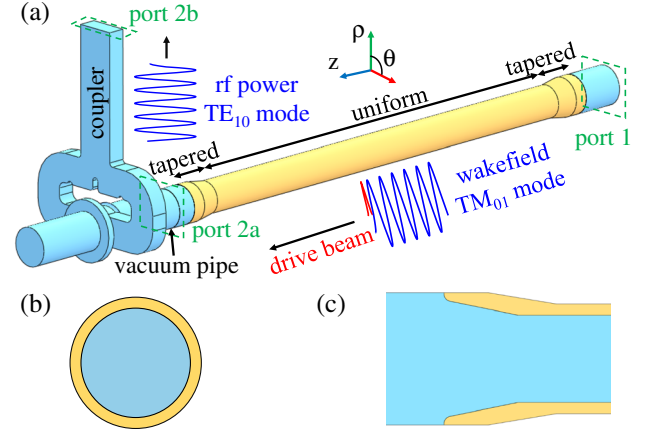 (a)
port 2b
coupler
rf power
TE10 mode
ρ
θ
z
tapered
uniform
tapered
port 1
port 2a
vacuum pipe
wakefield
TM01 mode
drive beam
(b)
(c)